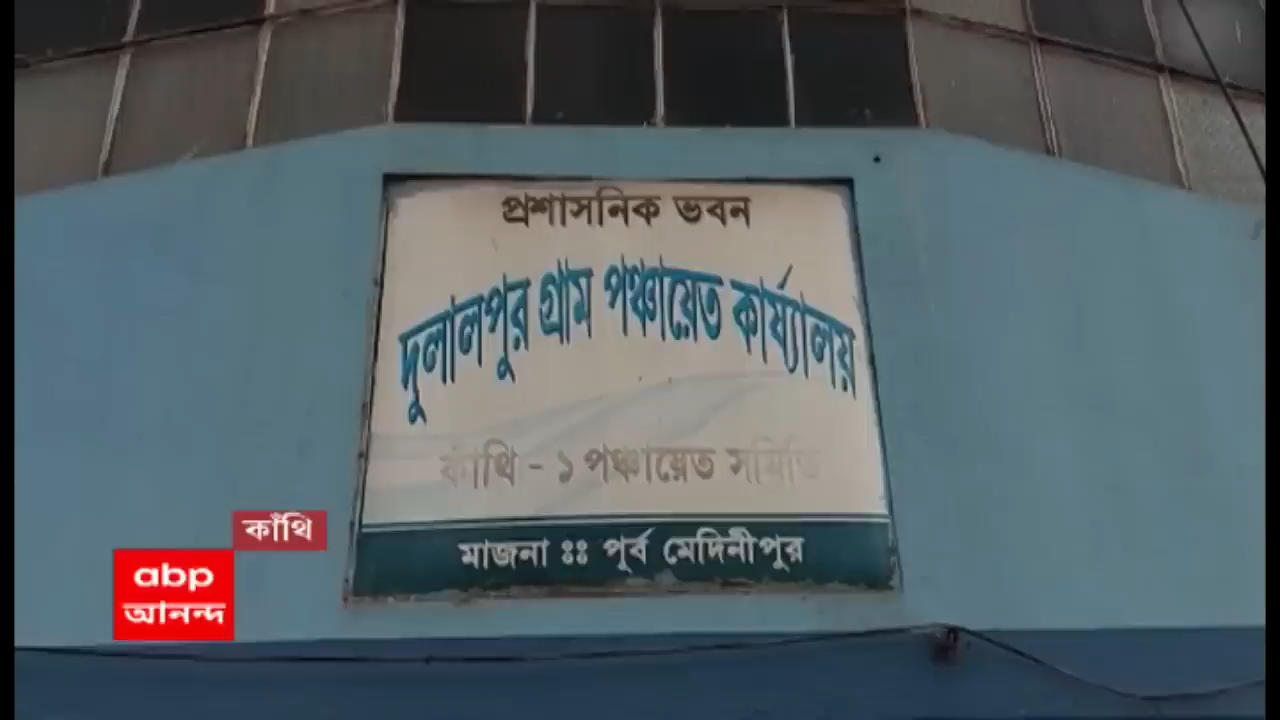 প্রশাসনিক ভবন
দুলালপুর গ্রাম পঞ্চায়েত কার্য্যালয়
কাঁথি - ১ পঞ্চায়েত সমিতি
মাজনা ঃঃ পূর্ব মেদিনীপুর
কাঁথি
abp
আনন্দ